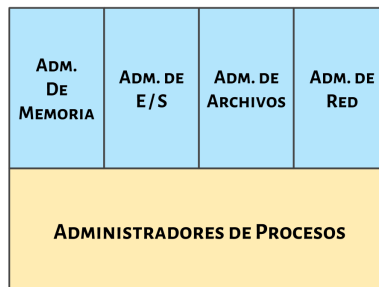 ADM.
DE
MEMORIA
ADM. DE
E/S
ADM. DE
ARCHIVOS
ADM. DE
RED
ADMINISTRADORES DE PROCESOS